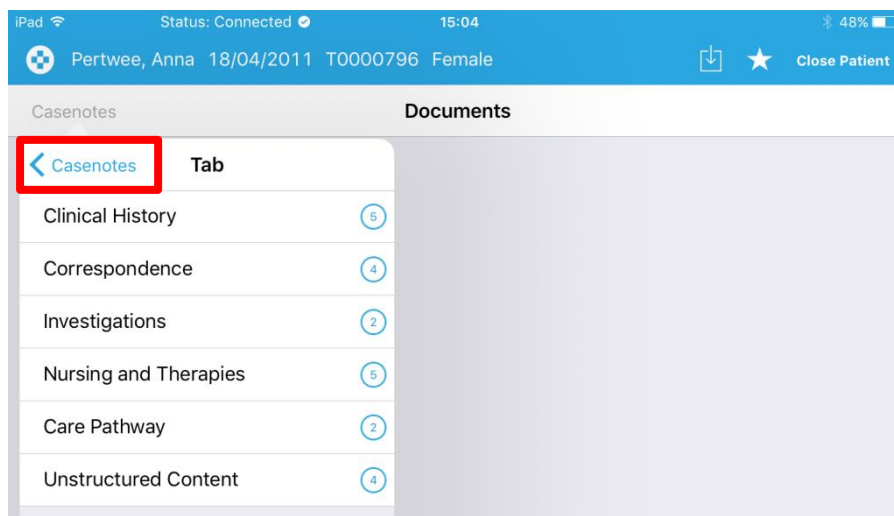 iPad Status: Connected 15:04 48%
Pertwee, Anna 18/04/2011 T0000796 Female Close Patient
Casenotes Documents
Casenotes Tab
Clinical History 5
Correspondence 4
Investigations 2
Nursing and Therapies 5
Care Pathway 2
Unstructured Content 4